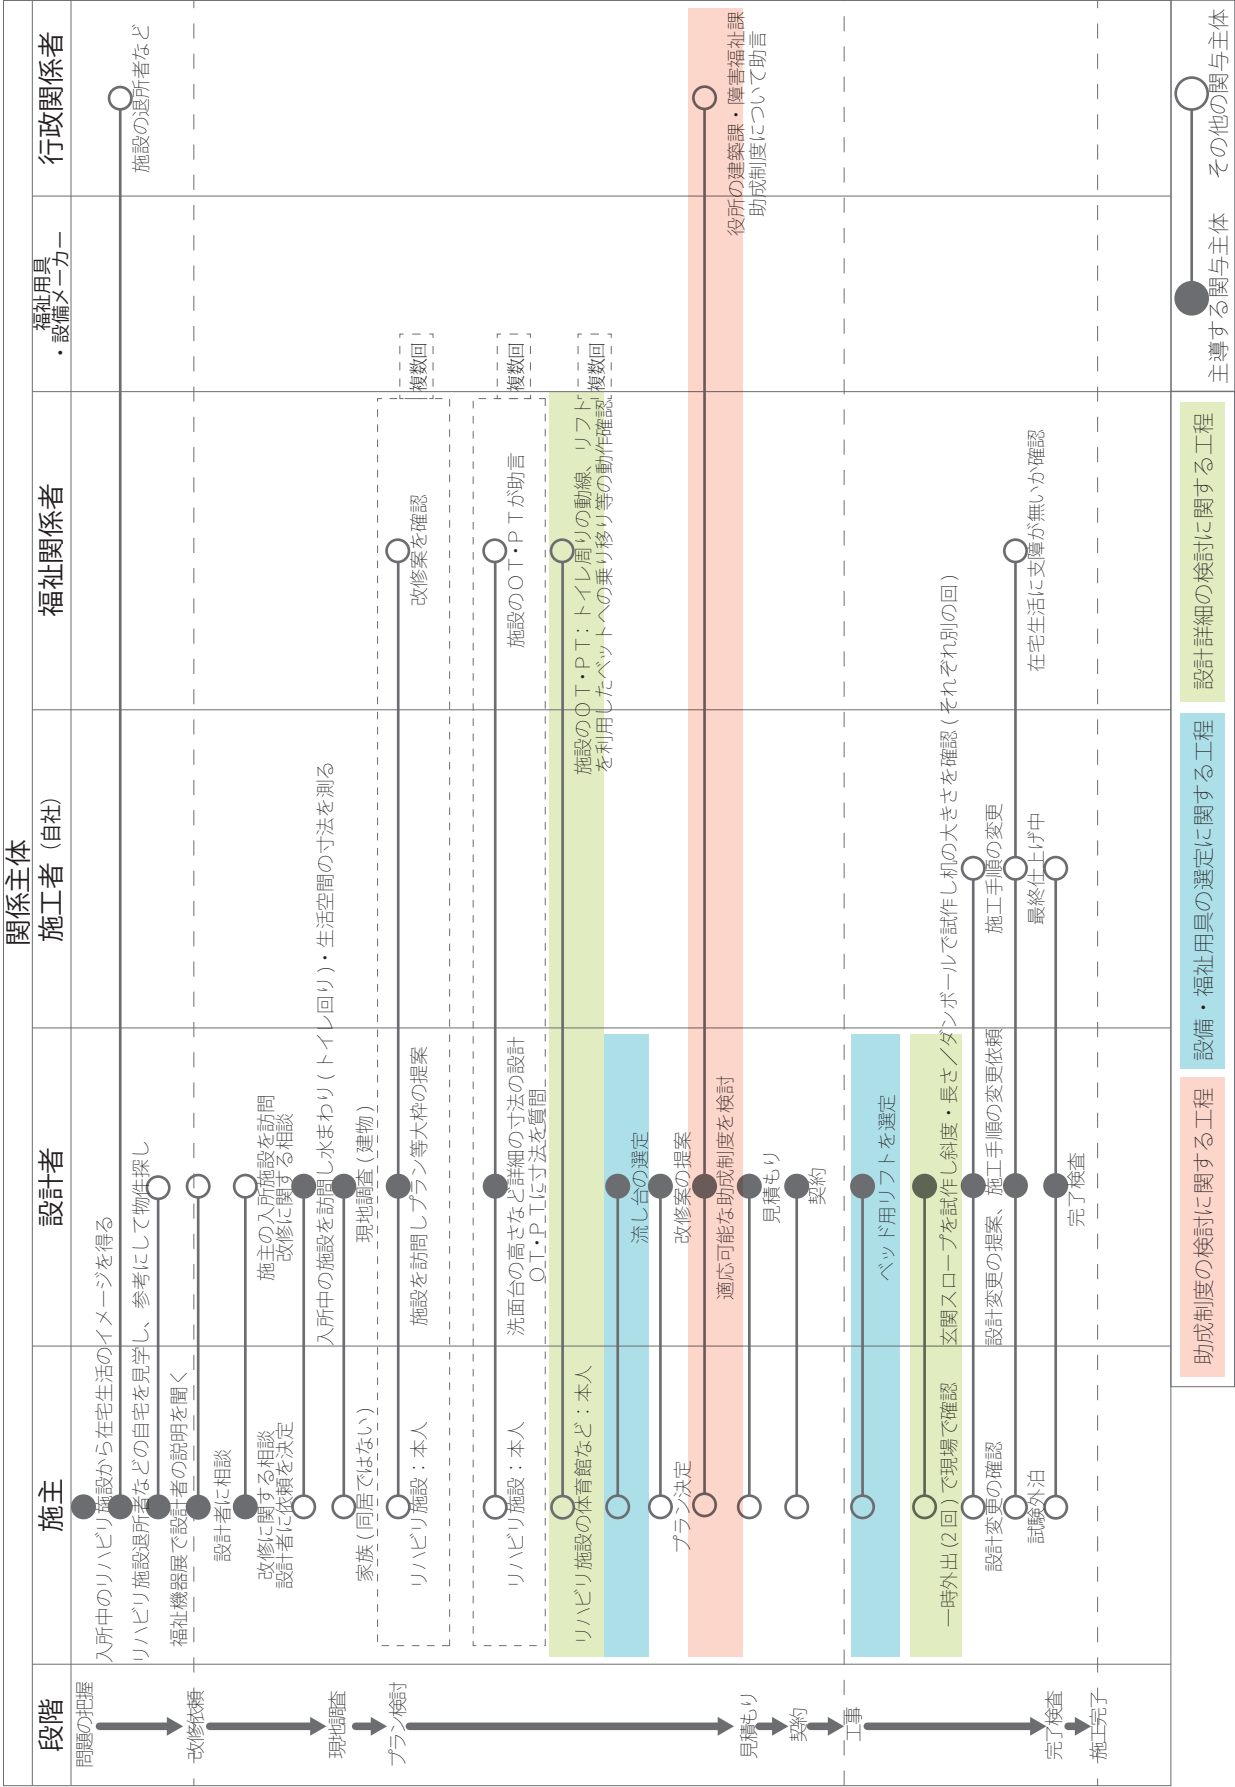 関係主体
段階
施主
設計者
施工者（自社）
福祉関係者
福祉用具
・設備メーカー
行政関係者
問題の把握
入所中のリハビリ施設から在宅生活のイメージを得る
リハビリ施設退所者などの自宅を見学し、参考にして物件探し
施設の退所者など
福祉機器展で設計者の説明を聞く
改修依頼
設計者に相談
改修に関する相談
設計者に依頼を決定
施主の入所施設を訪問
改修に関する相談
入所中の施設を訪問し水まわり(トイレ回り)・生活空間の寸法を測る
現地調査
家族(同居ではない)
現地調査(建物)
プラン検討
リハビリ施設：本人
施設を訪問しプラン等大枠の提案
改修案を確認
複数回
リハビリ施設：本人
洗面台の高さなど詳細の寸法の設計
ＯＴ・ＰＴに寸法を質問
施設のＯＴ・ＰＴが助言
複数回
リハビリ施設の体育館など：本人
施設のＯＴ・ＰＴ：トイレ周りの動線、リフト
を利用したベットへの乗り移り等の動作確認
複数回
流し台の選定
プラン決定
改修案の提案
適応可能な助成制度を検討
役所の建築課・障害福祉課
助成制度について助言
見積もり
見積もり
契約
契約
工事
ベッド用リフトを選定
一時外出(2回)で現場で確認
玄関スロープを試作し斜度・長さ／ダンボールで試作し机の大きさを確認(それぞれ別の回)
設計変更の確認
設計変更の提案、施工手順の変更依頼
施工手順の変更
試験外泊
最終仕上げ中
在宅生活に支障が無いか確認
完了検査
完了検査
施工完了
助成制度の検討に関する工程
設備・福祉用具の選定に関する工程
設計詳細の検討に関する工程
主導する関与主体
その他の関与主体